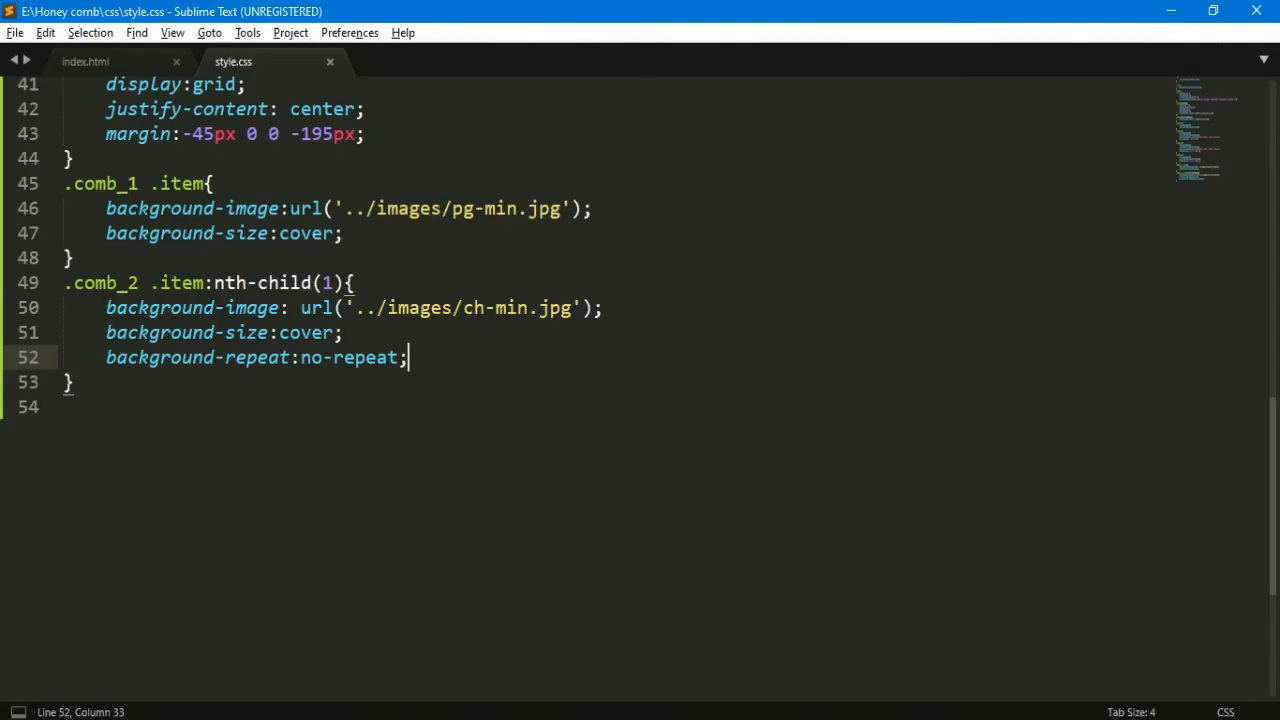 E:\Honey comb\css\style.css - Sublime Text (UNREGISTERED)
File Edit Selection Find View Goto Tools Project Preferences Help
index.html × style.css ×
41 display:grid;
42 justify-content: center;
43 margin:-45px 0 0 -195px;
44 }
45 .comb_1 .item{
46 background-image:url('../images/pg-min.jpg');
47 background-size:cover;
48 }
49 .comb_2 .item:nth-child(1){
50 background-image: url('../images/ch-min.jpg');
51 background-size:cover;
52 background-repeat:no-repeat;
53 }
54
Line 52, Column 33 Tab Size: 4 CSS